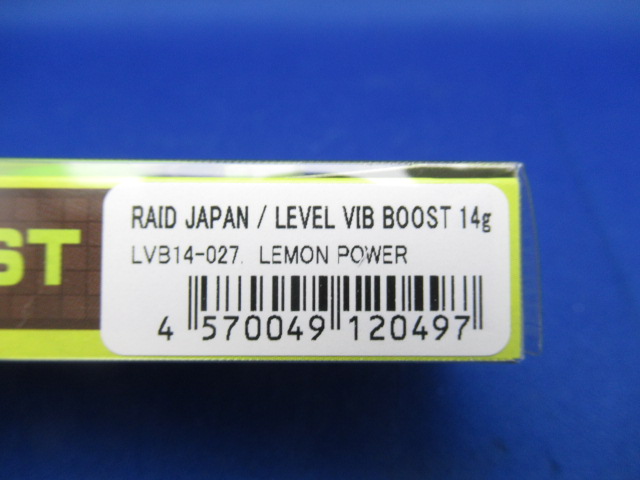 ST
RAID JAPAN / LEVEL VIB BOOST 14g
LVB14-027. LEMON POWER
4 570049 120497